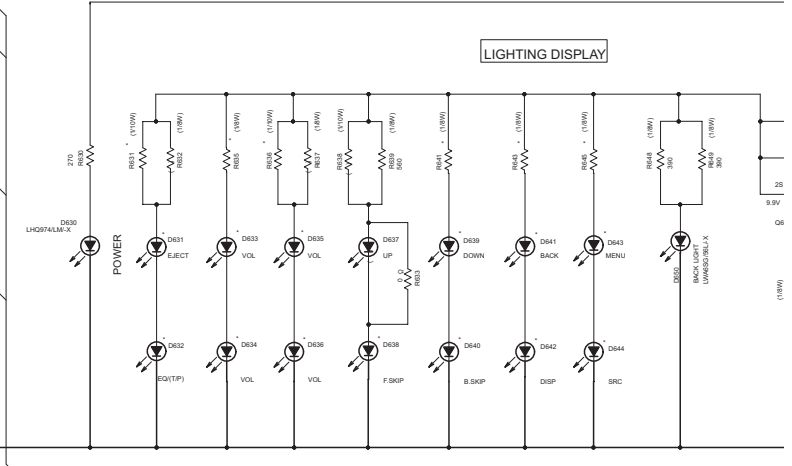 LIGHTING DISPLAY
270
R630
*
(1/10W)
R631
(1/8W)
R632
*
(1/8W)
R635
*
(1/10W)
R636
(1/8W)
R637
(1/10W)
R638
(1/8W)
R639
560
(1/8W)
*
R641
(1/8W)
*
R643
(1/8W)
*
R645
(1/8W)
R648
390
(1/8W)
R649
390
2S
9.9V
Q6
(1/8W)
D630
LHQ974/LM/-X
POWER
* D631
EJECT
* D633
VOL
* D635
VOL
* D637
UP
0 Ω
R633
* D639
DOWN
* D641
BACK
* D643
MENU
D650
BACK LIGHT
* D632
EQ/(T/P)
* D634
VOL
* D636
VOL
* D638
F.SKIP
* D640
B.SKIP
* D642
DISP
* D644
SRC